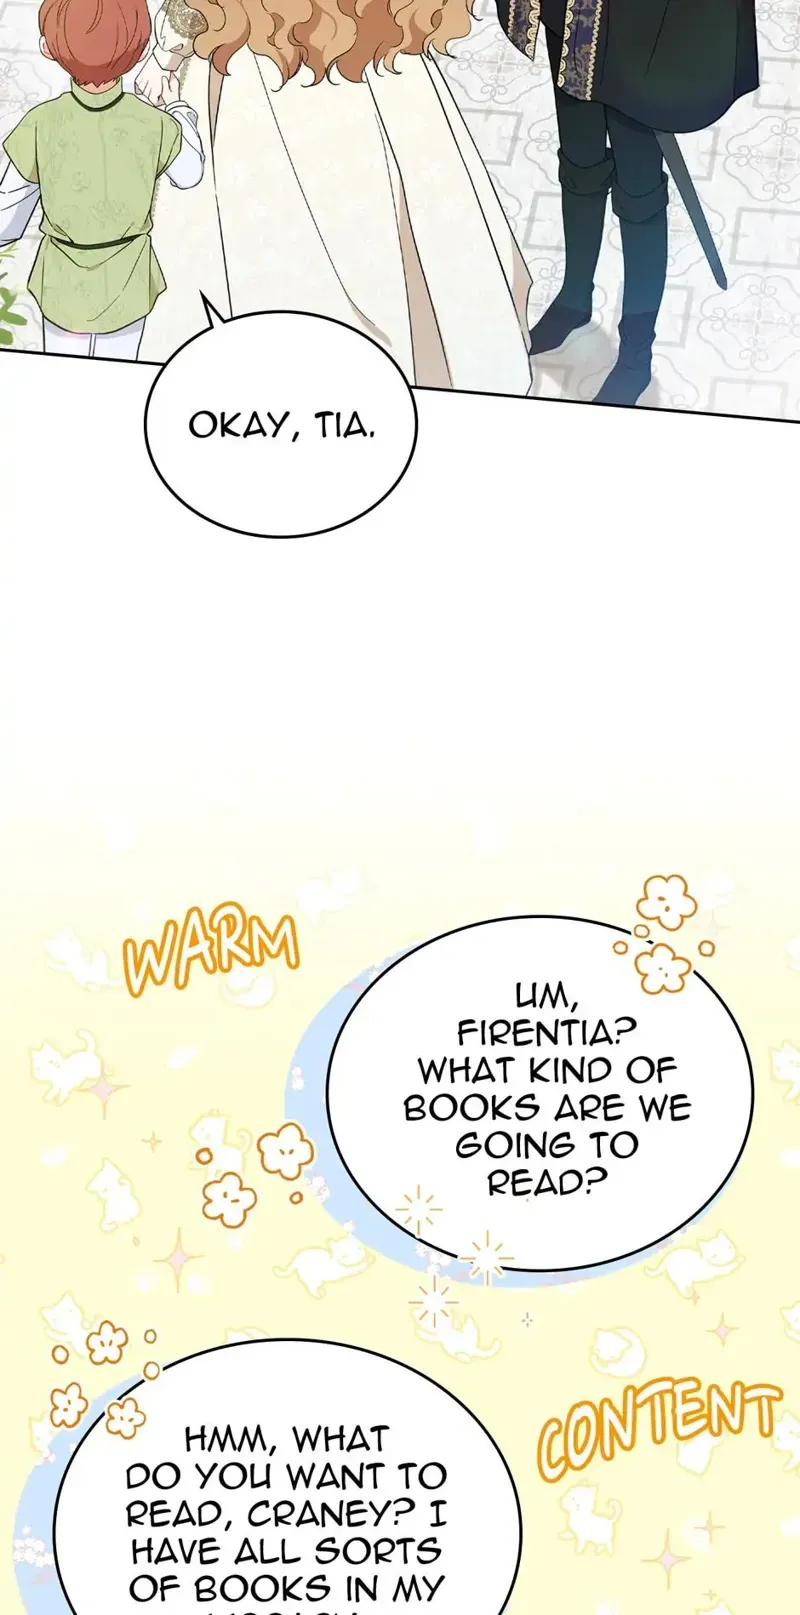 OKAY, TIA.
WARM
UM,
FIRENTIA?
WHAT KIND OF
BOOKS ARE WE
GOING TO
READ?
CONTENT
HMM, WHAT
DO YOU WANT TO
READ, CRANEY? I
HAVE ALL SORTS
OF BOOKS IN MY